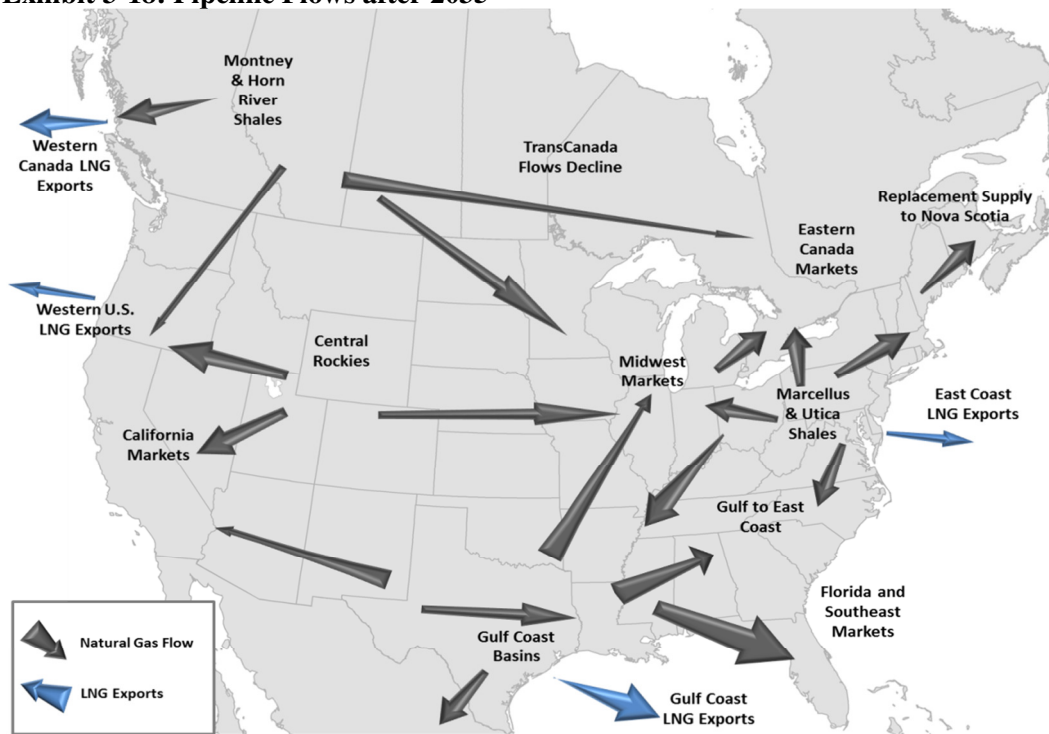 Exhibit 3-18: Pipeline Flows after 2035
Montney
& Horn
River
Shales
Western
Canada LNG
Exports
TransCanada
Flows Decline
Replacement Supply
to Nova Scotia
Eastern
Canada
Markets
Western U.S.
LNG Exports
Central
Rockies
Midwest
Markets
Marcellus
& Utica
Shales
East Coast
LNG Exports
California
Markets
Gulf to East
Coast
Florida and
Southeast
Markets
Gulf Coast
Basins
Gulf Coast
LNG Exports
Natural Gas Flow
LNG Exports